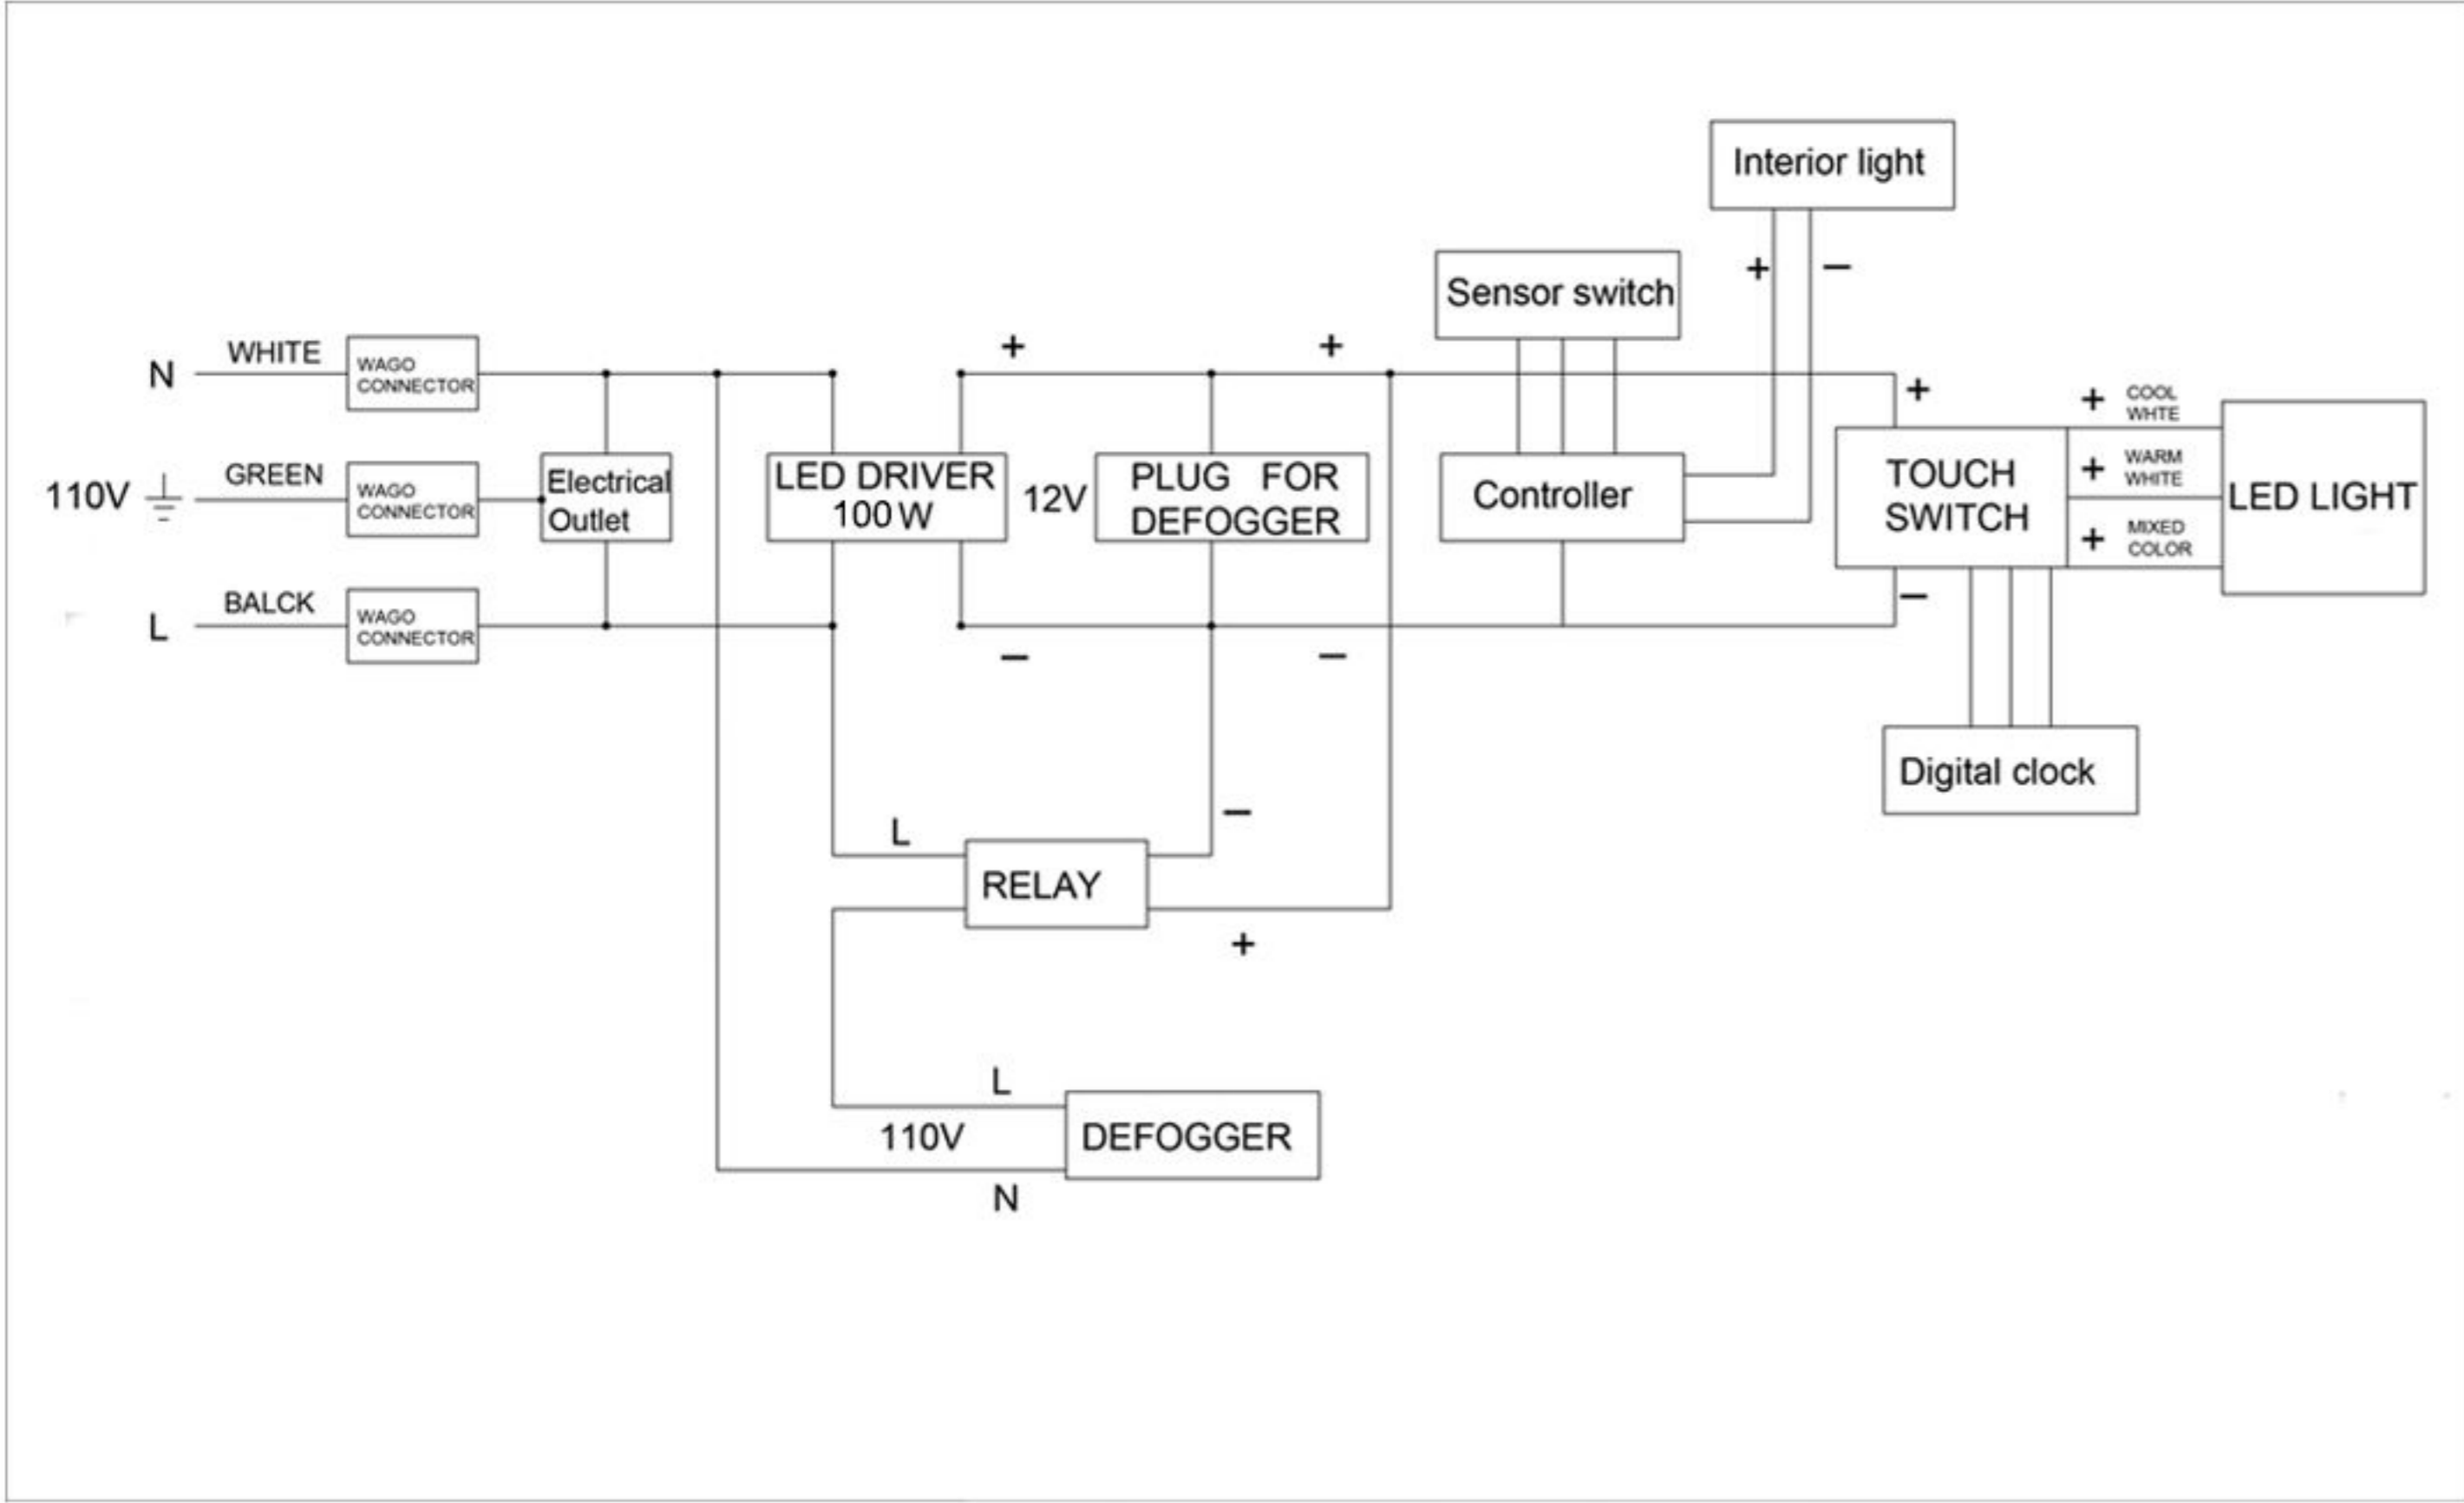 Interior light
Sensor switch
+
−
+
+
N
WHITE
WAGO
CONNECTOR
+
+
COOL
WHTE
110V
GREEN
WAGO
CONNECTOR
Electrical
Outlet
LED DRIVER
100W
12V
PLUG FOR
DEFOGGER
Controller
TOUCH
SWITCH
+
WARM
WHITE
+
MIXED
COLOR
LED LIGHT
L
BALCK
WAGO
CONNECTOR
−
−
−
Digital clock
L
RELAY
−
+
L
110V
N
DEFOGGER